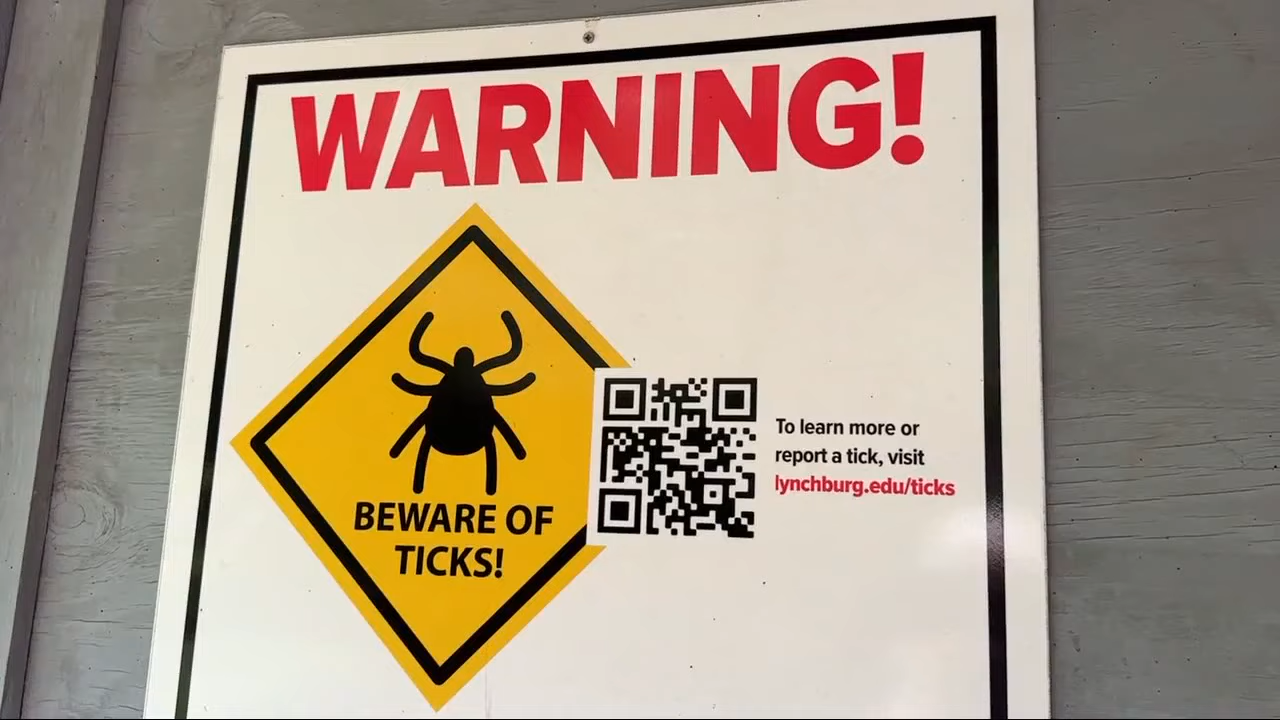 WARNING!
BEWARE OF
TICKS!
To learn more or
report a tick, visit
lynchburg.edu/ticks